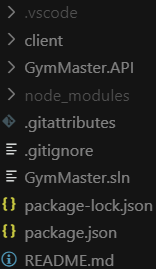 .vscode
client
GymMaster.API
node_modules
.gitattributes
.gitignore
GymMaster.sln
package-lock.json
package.json
README.md